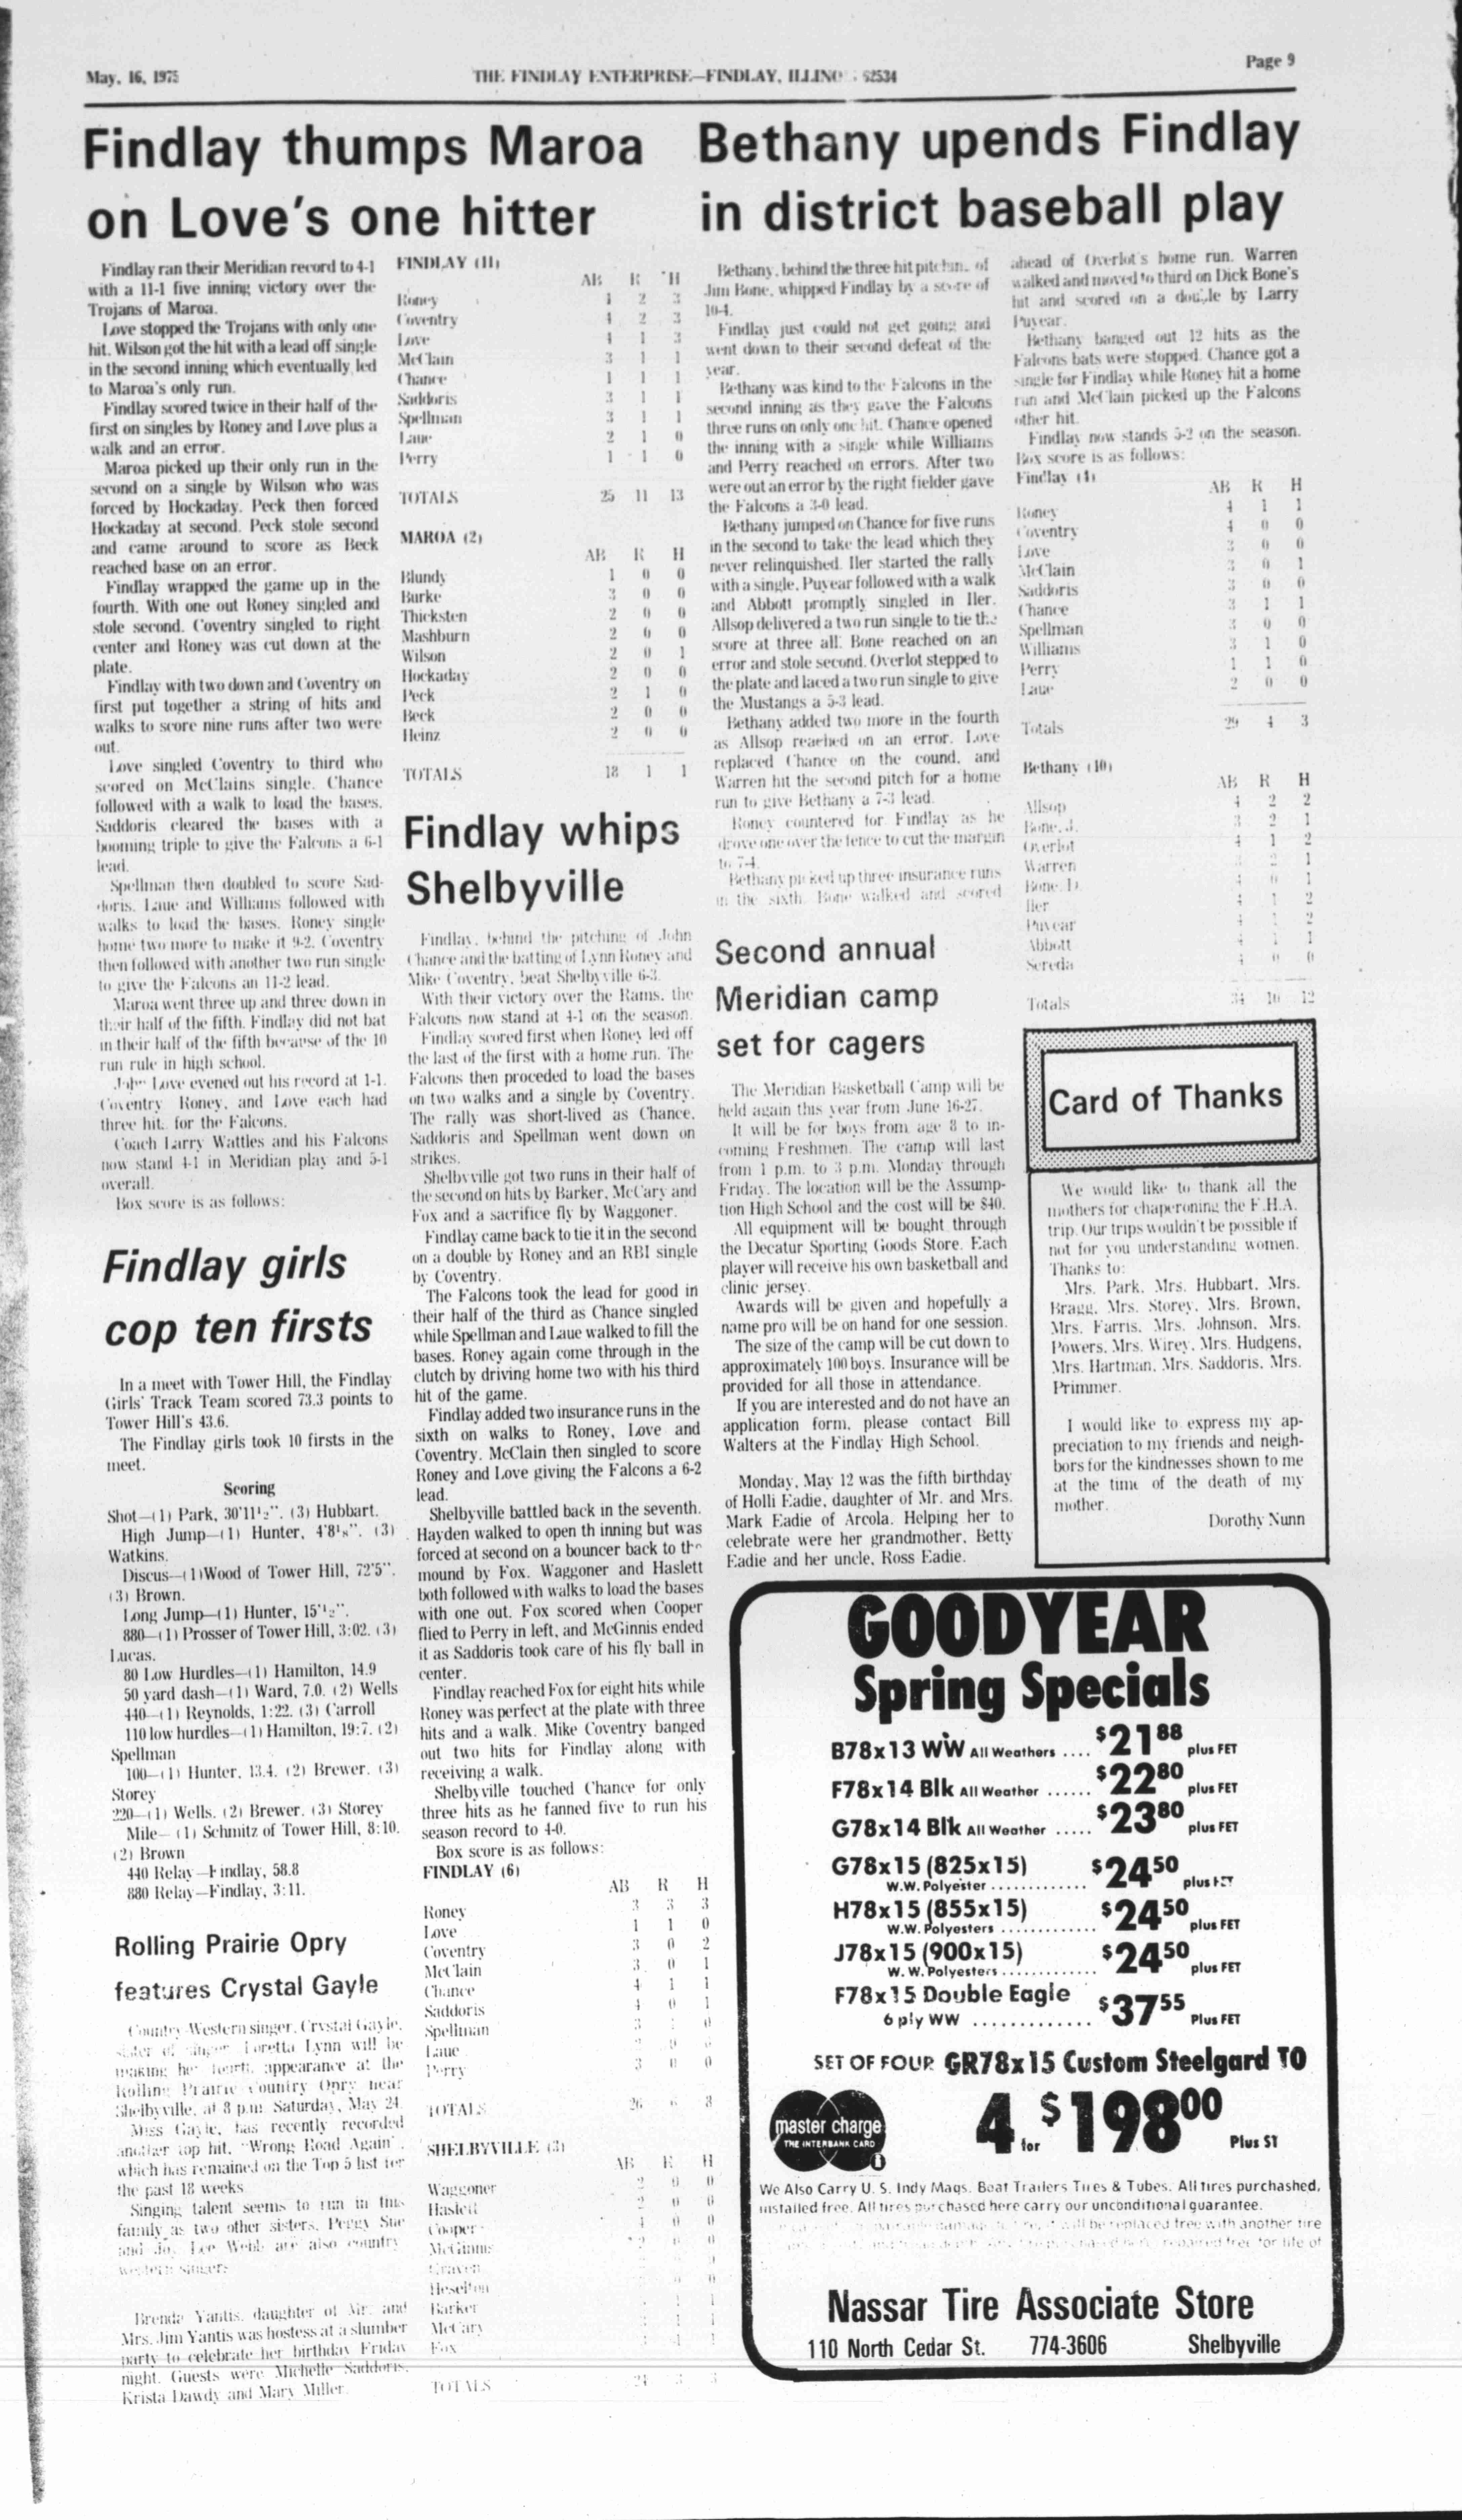 May, 16, 1975
THE FINDLAY ENTERPRISE—FINDLAY, 62534
Page 9
Findlay thumps Maroa
on Love's one hitter
Findlay ran their Meridian record to 4-1
with a 11-1 five inning victory over the
Trojans of Maroa.
Love stopped the Trojans with only one
hit. Wilson got the hit with a lead off single
in the second inning which eventually led
to Maroa's only run.
Findlay scored twice in their half of the
first on singles by Roney and Love plus a
walk and an error.
Maroa picked up their only run in the
second on a single by Wilson who was
forced by Hockaday. Peck then forced
Hockaday at second. Peck stole second
and came around to score as Beck
reached base on an error.
Findlay wrapped the game up in the
fourth. With one out Roney singled and
stole second. Coventry singled to right
center and Roney was cut down at the
plate.
Findlay with two down and Coventry on
first put together a string of hits and
walks to score nine runs after two were
out.
Love singled Coventry to third who
scored on McClains single. Chance
followed with a walk to load the bases.
Saddoris cleared the bases with a
booming triple to give the Falcons a 6-1
lead.
Spellman then doubled to score Sad-
doris. Laue and Williams followed with
walks to load the bases. Roney single
home two more to make it 9-2. Coventry
then followed with another two run single
to give the Falcons an 11-2 lead.
Maroa went three up and three down in
their half of the fifth. Findlay did not bat
in their half of the fifth because of the 10
run rule in high school.
John Love evened out his record at 1-1.
Coventry Roney, and Love each had
three hit. for the Falcons.
Coach Larry Wattles and his Falcons
now stand 4-1 in Meridian play and 5-1
overall.
Box score is as follows:
FINDLAY (11)
AB R H
Roney 2 3
Coventry 4 2 3
Love 4 1 3
McClain 3 1 1
Chance 1 1 1
Saddoris 3 1 1
Spellman 3 1 1
Laue 2 1 0
Perry 1 1 0
TOTALS 25 11 13
MAROA (2)
AB R H
Blundy 1 0 0
Burke 3 0 0
Thicksten 2 0 0
Mashburn 2 0 0
Wilson 2 0 1
Hockaday 2 0 0
Peck 2 1 0
Beck 2 0 0
Heinz 2 0 0
TOTALS 18 1 1
Findlay girls
cop ten firsts
In a meet with Tower Hill, the Findlay
Girls' Track Team scored 73.3 points to
Tower Hill's 43.6.
The Findlay girls took 10 firsts in the
meet.
Scoring
Shot—(1) Park, 30'11½". (3) Hubbart.
High Jump—(1) Hunter, 4'8⅛". (3)
Watkins.
Discus—(1)Wood of Tower Hill, 72'5".
(3) Brown.
Long Jump—(1) Hunter, 15'½".
880—(1) Prosser of Tower Hill, 3:02. (3)
Lucas.
80 Low Hurdles—(1) Hamilton, 14.9
50 yard dash—(1) Ward, 7.0. (2) Wells
440—(1) Reynolds, 1:22. (3) Carroll
110 low hurdles—(1) Hamilton, 19:7. (2)
Spellman
100—(1) Hunter, 13.4. (2) Brewer. (3)
Storey
220—(1) Wells. (2) Brewer. (3) Storey
Mile— (1) Schmitz of Tower Hill, 8:10.
(2) Brown
440 Relay—Findlay, 58.8
880 Relay—Findlay, 3:11.
Rolling Prairie Opry
features Crystal Gayle
Country-Western singer, Crystal Gayle,
sister of singer Loretta Lynn will be
making her fourth appearance at the
Rolling Prairie Country Opry near
Shelbyville, at 8 p.m. Saturday, May 24.
Miss Gayle, has recently recorded
another top hit, "Wrong Road Again",
which has remained on the Top 5 list for
the past 18 weeks
Singing talent seems to run in this
family as two other sisters, Peggy Sue
and Jo, Lee Webb are also country
western singers
Brenda Yantis, daughter of Mr. and
Mrs. Jim Yantis was hostess at a slumber
party to celebrate her birthday Friday
night. Guests were Michelle Saddoris,
Krista Dawdy and Mary Miller.
Findlay whips
Shelbyville
Findlay, behind the pitching of John
Chance and the batting of Lynn Roney and
Mike Coventry, beat Shelbyville 6-3.
With their victory over the Rams, the
Falcons now stand at 4-1 on the season.
Findlay scored first when Roney led off
the last of the first with a home run. The
Falcons then proceded to load the bases
on two walks and a single by Coventry.
The rally was short-lived as Chance,
Saddoris and Spellman went down on
strikes.
Shelbyville got two runs in their half of
the second on hits by Barker, McCary and
Fox and a sacrifice fly by Waggoner.
Findlay came back to tie it in the second
on a double by Roney and an RBI single
by Coventry.
The Falcons took the lead for good in
their half of the third as Chance singled
while Spellman and Laue walked to fill the
bases. Roney again come through in the
clutch by driving home two with his third
hit of the game.
Findlay added two insurance runs in the
sixth on walks to Roney, Love and
Coventry. McClain then singled to score
Roney and Love giving the Falcons a 6-2
lead.
Shelbyville battled back in the seventh.
Hayden walked to open th inning but was
forced at second on a bouncer back to the
mound by Fox. Waggoner and Haslett
both followed with walks to load the bases
with one out. Fox scored when Cooper
flied to Perry in left, and McGinnis ended
it as Saddoris took care of his fly ball in
center.
Findlay reached Fox for eight hits while
Roney was perfect at the plate with three
hits and a walk. Mike Coventry banged
out two hits for Findlay along with
receiving a walk.
Shelbyville touched Chance for only
three hits as he fanned five to run his
season record to 4-0.
Box score is as follows:
FINDLAY (6)
AB R H
Roney 3 3 3
Love 1 1 0
Coventry 3 0 2
McClain 3 0 1
Chance 4 1 1
Saddoris 4 0 1
Spellman 3 0
Laue
Perry 3 0 0
TOTALS 26 6 8
SHELBYVILLE (3)
AB R H
Waggoner 2 0 0
Haslett 2 0 0
Cooper 0 0
McGinnis
Craven
Heselton
Barker 1 1
McCary 1 1
Fox 1 1
TOTALS
Bethany upends Findlay
in district baseball play
Bethany, behind the three hit pitching of
Jim Bone, whipped Findlay by a score of
10-4.
Findlay just could not get going and
went down to their second defeat of the
year.
Bethany was kind to the Falcons in the
second inning as they gave the Falcons
three runs on only one hit. Chance opened
the inning with a single while Williams
and Perry reached on errors. After two
were out an error by the right fielder gave
the Falcons a 3-0 lead.
Bethany jumped on Chance for five runs
in the second to take the lead which they
never relinquished. Iler started the rally
with a single. Puyear followed with a walk
and Abbott promptly singled in Iler.
Allsop delivered a two run single to tie the
score at three all. Bone reached on an
error and stole second. Overlot stepped to
the plate and laced a two run single to give
the Mustangs a 5-3 lead.
Bethany added two more in the fourth
as Allsop reached on an error. Love
replaced Chance on the cound, and
Warren hit the second pitch for a home
run to give Bethany a 7-3 lead.
Roney countered for Findlay as he
drove one over the fence to cut the margin
to 7-4.
Bethany picked up three insurance runs
in the sixth. Bone walked and scored
ahead of Overlot's home run. Warren
walked and moved to third on Dick Bone's
hit and scored on a double by Larry
Puyear.
Bethany banged out 12 hits as the
Falcons bats were stopped. Chance got a
single for Findlay while Roney hit a home
run and McClain picked up the Falcons
other hit.
Findlay now stands 5-2 on the season.
Box score is as follows:
Findlay (4)
AB R H
Roney 4 1 1
Coventry 4 0 0
Love 3 0 0
McClain 3 0 1
Saddoris 3 0 0
Chance 3 1 1
Spellman 3 0 0
Williams 3 1 0
Perry 1 1 0
Laue 2 0 0
Totals 29 4 3
Bethany (10)
AB R H
Allsop 4 2 2
Bone, J. 3 2 1
Overlot 4 1 2
Warren 3 2 1
Bone, D. 4 0 1
Iler 4 1 2
Puyear 4 1 2
Abbott 4 1 1
Sereda 4 0 0
Totals 34 10 12
Second annual
Meridian camp
set for cagers
The Meridian Basketball Camp will be
held again this year from June 16-27.
It will be for boys from age 8 to in-
coming Freshmen. The camp will last
from 1 p.m. to 3 p.m. Monday through
Friday. The location will be the Assump-
tion High School and the cost will be $40.
All equipment will be bought through
the Decatur Sporting Goods Store. Each
player will receive his own basketball and
clinic jersey.
Awards will be given and hopefully a
name pro will be on hand for one session.
The size of the camp will be cut down to
approximately 100 boys. Insurance will be
provided for all those in attendance.
If you are interested and do not have an
application form, please contact Bill
Walters at the Findlay High School.
Monday, May 12 was the fifth birthday
of Holli Eadie, daughter of Mr. and Mrs.
Mark Eadie of Arcola. Helping her to
celebrate were her grandmother, Betty
Eadie and her uncle, Ross Eadie.
Card of Thanks
We would like to thank all the
mothers for chaperoning the F.H.A.
trip. Our trips wouldn't be possible if
not for you understanding women.
Thanks to:
Mrs. Park, Mrs. Hubbart, Mrs.
Bragg, Mrs. Storey, Mrs. Brown,
Mrs. Farris, Mrs. Johnson, Mrs.
Powers, Mrs. Wirey, Mrs. Hudgens,
Mrs. Hartman, Mrs. Saddoris, Mrs.
Primmer.
I would like to express my ap-
preciation to my friends and neigh-
bors for the kindnesses shown to me
at the time of the death of my
mother.
Dorothy Nunn
GOODYEAR
Spring Specials
B78x13 WW All Weathers .... $21 88 plus FET
F78x14 Blk All Weather ...... $22 80 plus FET
G78x14 Blk All Weather ..... $23 80 plus FET
G78x15 (825x15)
W.W. Polyester ............ $24 50 plus FET
H78x15 (855x15)
W.W. Polyesters ............ $24 50 plus FET
J78x15 (900x15)
W.W. Polyesters ............ $24 50 plus FET
F78x15 Double Eagle
6 ply WW ............. $37 55 Plus FET
SET OF FOUR GR78x15 Custom Steelgard TO
master charge
THE INTERBANK CARD
4 for $198 00 Plus ST
We Also Carry U. S. Indy Mags. Boat Trailers Tires & Tubes. All tires purchashed,
installed free. All tires purchased here carry our unconditional guarantee.
will be replaced free with another tire
repaired free for life of
Nassar Tire Associate Store
110 North Cedar St. 774-3606 Shelbyville